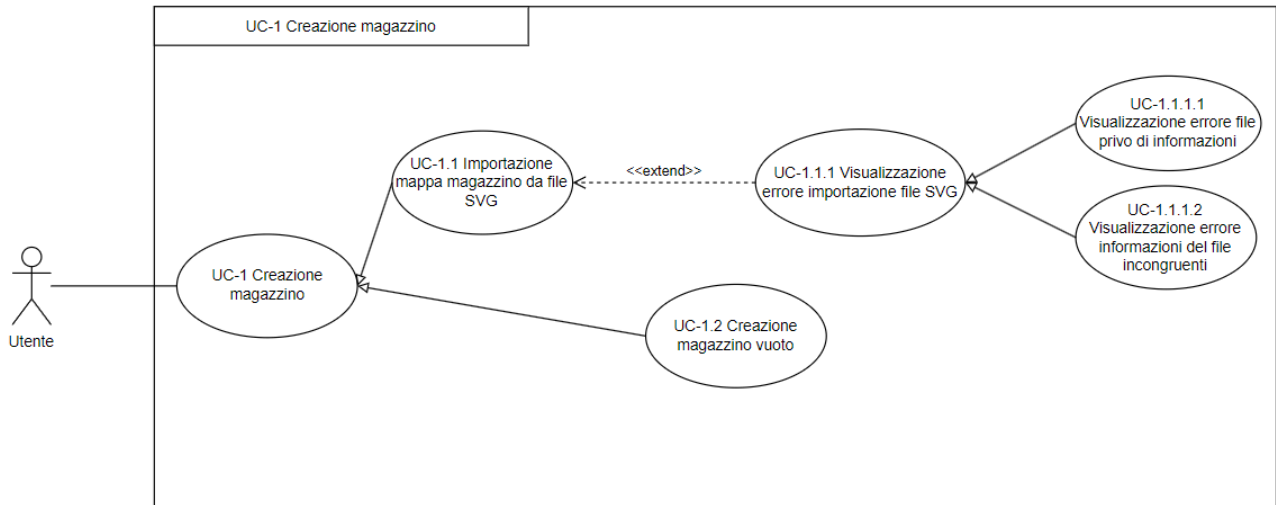 UC-1 Creazione magazzino
UC-1.1.1.1
Visualizzazione errore file
privo di informazioni
UC-1.1 Importazione
mappa magazzino da file
SVG
<<extend>>
UC-1.1.1 Visualizzazione
errore importazione file SVG
UC-1.1.1.2
Visualizzazione errore
informazioni del file
incongruenti
UC-1 Creazione
magazzino
Utente
UC-1.2 Creazione
magazzino vuoto